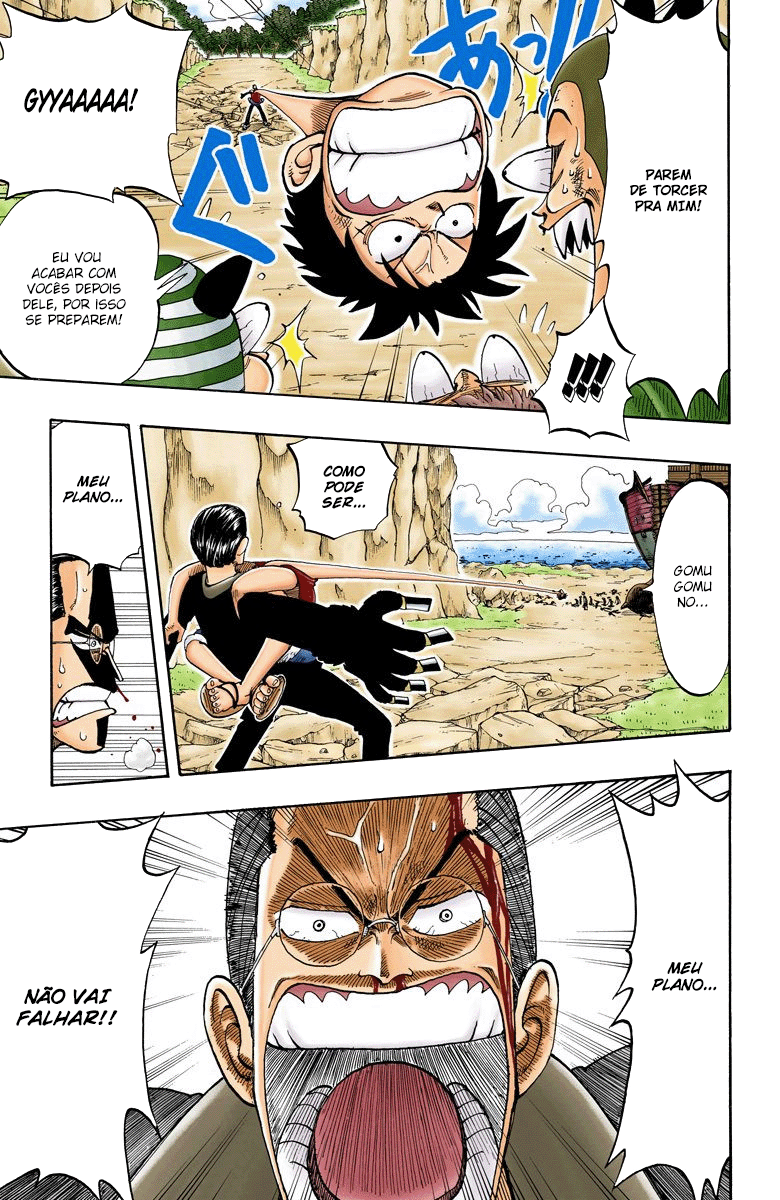 PAREM
DE TORCER
PRA MIM!
あっ!!
ぐ
!!!!
GYYAAAAA!
EU VOU
ACABAR COM
VOCÊS DEPOIS
DELE, POR ISSO
SE PREPAREM!
GOMU
GOMU
NO...
COMO
PODE
SER...
MEU
PLANO...
MEU
PLANO...
NÃO VAI
FALHAR!!